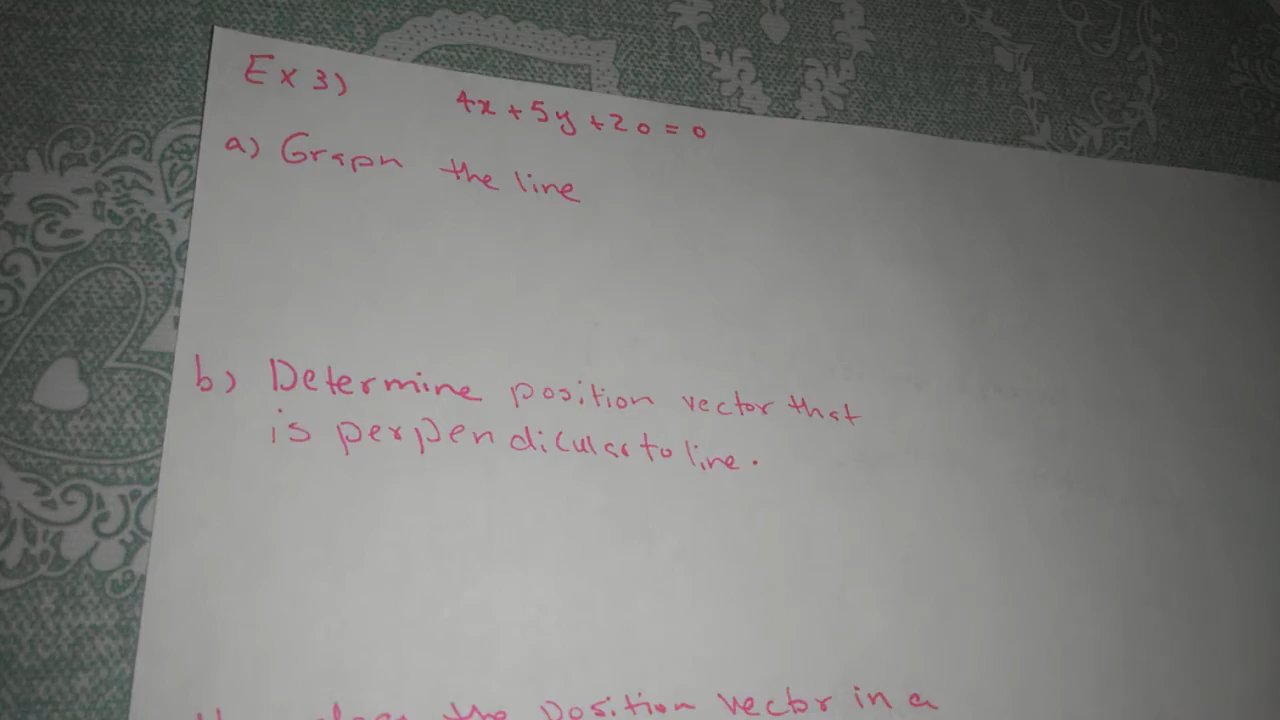 Ex 3) 4x + 5y + 20 = 0
a) Graph the line
b) Determine position vector that
is perpendicular to line.
the position vector in a